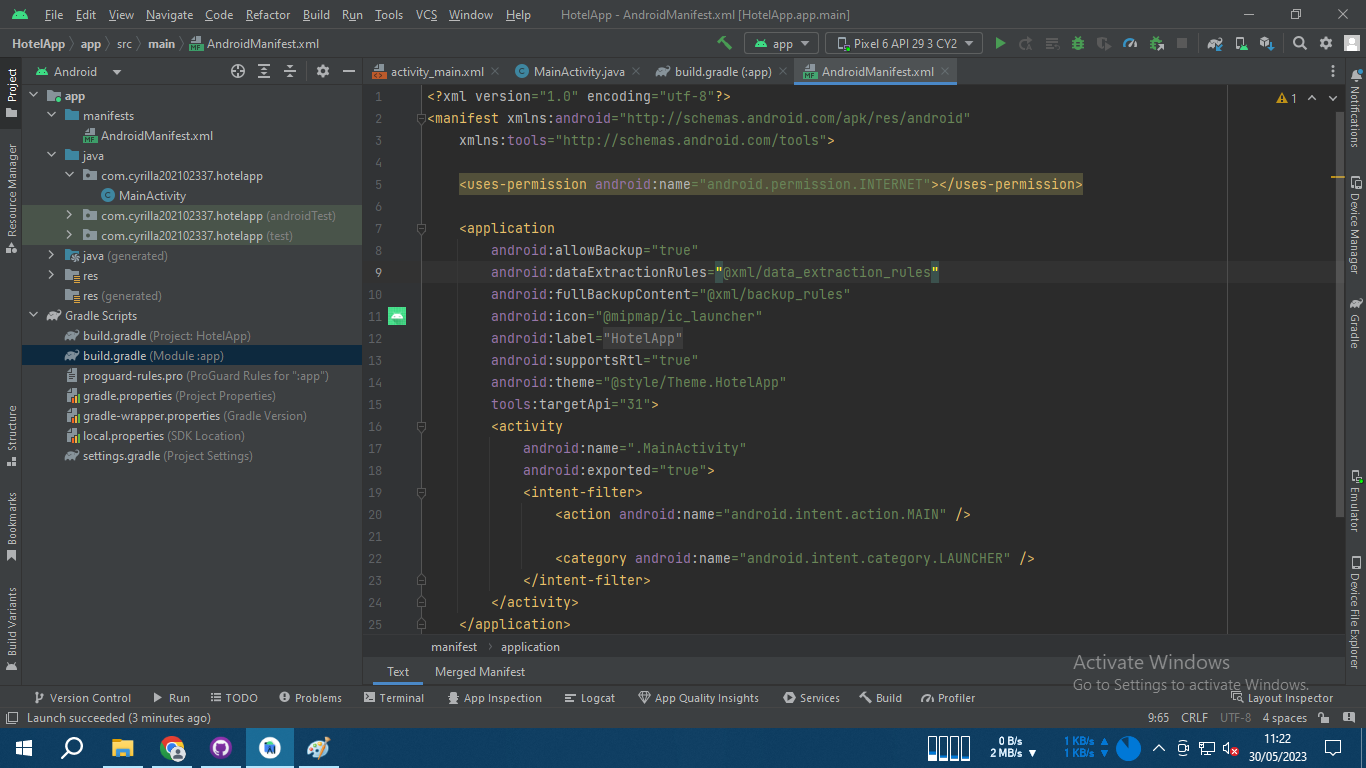 File Edit View Navigate Code Refactor Build Run Tools VCS Window Help HotelApp - AndroidManifest.xml [HotelApp.app.main]
HotelApp app src main AndroidManifest.xml app Pixel 6 API 29 3 CY2
Android
activity_main.xml MainActivity.java build.gradle (:app) AndroidManifest.xml
Project
Resource Manager
Structure
Bookmarks
Build Variants
app
manifests
AndroidManifest.xml
java
com.cyrilla202102337.hotelapp
MainActivity
com.cyrilla202102337.hotelapp (androidTest)
com.cyrilla202102337.hotelapp (test)
java (generated)
res
res (generated)
Gradle Scripts
build.gradle (Project: HotelApp)
build.gradle (Module :app)
proguard-rules.pro (ProGuard Rules for ":app")
gradle.properties (Project Properties)
gradle-wrapper.properties (Gradle Version)
local.properties (SDK Location)
settings.gradle (Project Settings)
1 <?xml version="1.0" encoding="utf-8"?>
2 <manifest xmlns:android="http://schemas.android.com/apk/res/android"
3 xmlns:tools="http://schemas.android.com/tools">
4
5 <uses-permission android:name="android.permission.INTERNET"></uses-permission>
6
7 <application
8 android:allowBackup="true"
9 android:dataExtractionRules="@xml/data_extraction_rules"
10 android:fullBackupContent="@xml/backup_rules"
11 android:icon="@mipmap/ic_launcher"
12 android:label="HotelApp"
13 android:supportsRtl="true"
14 android:theme="@style/Theme.HotelApp"
15 tools:targetApi="31">
16 <activity
17 android:name=".MainActivity"
18 android:exported="true">
19 <intent-filter>
20 <action android:name="android.intent.action.MAIN" />
21
22 <category android:name="android.intent.category.LAUNCHER" />
23 </intent-filter>
24 </activity>
25 </application>
1
Notifications
Device Manager
Gradle
Emulator
Device File Explorer
manifest application
Text Merged Manifest
Activate Windows
Go to Settings to activate Windows.
Version Control Run TODO Problems Terminal App Inspection Logcat App Quality Insights Services Build Profiler Layout Inspector
Launch succeeded (3 minutes ago) 9:65 CRLF UTF-8 4 spaces
0 B/s 1 KB/s 11:22
2 MB/s 1 KB/s 30/05/2023